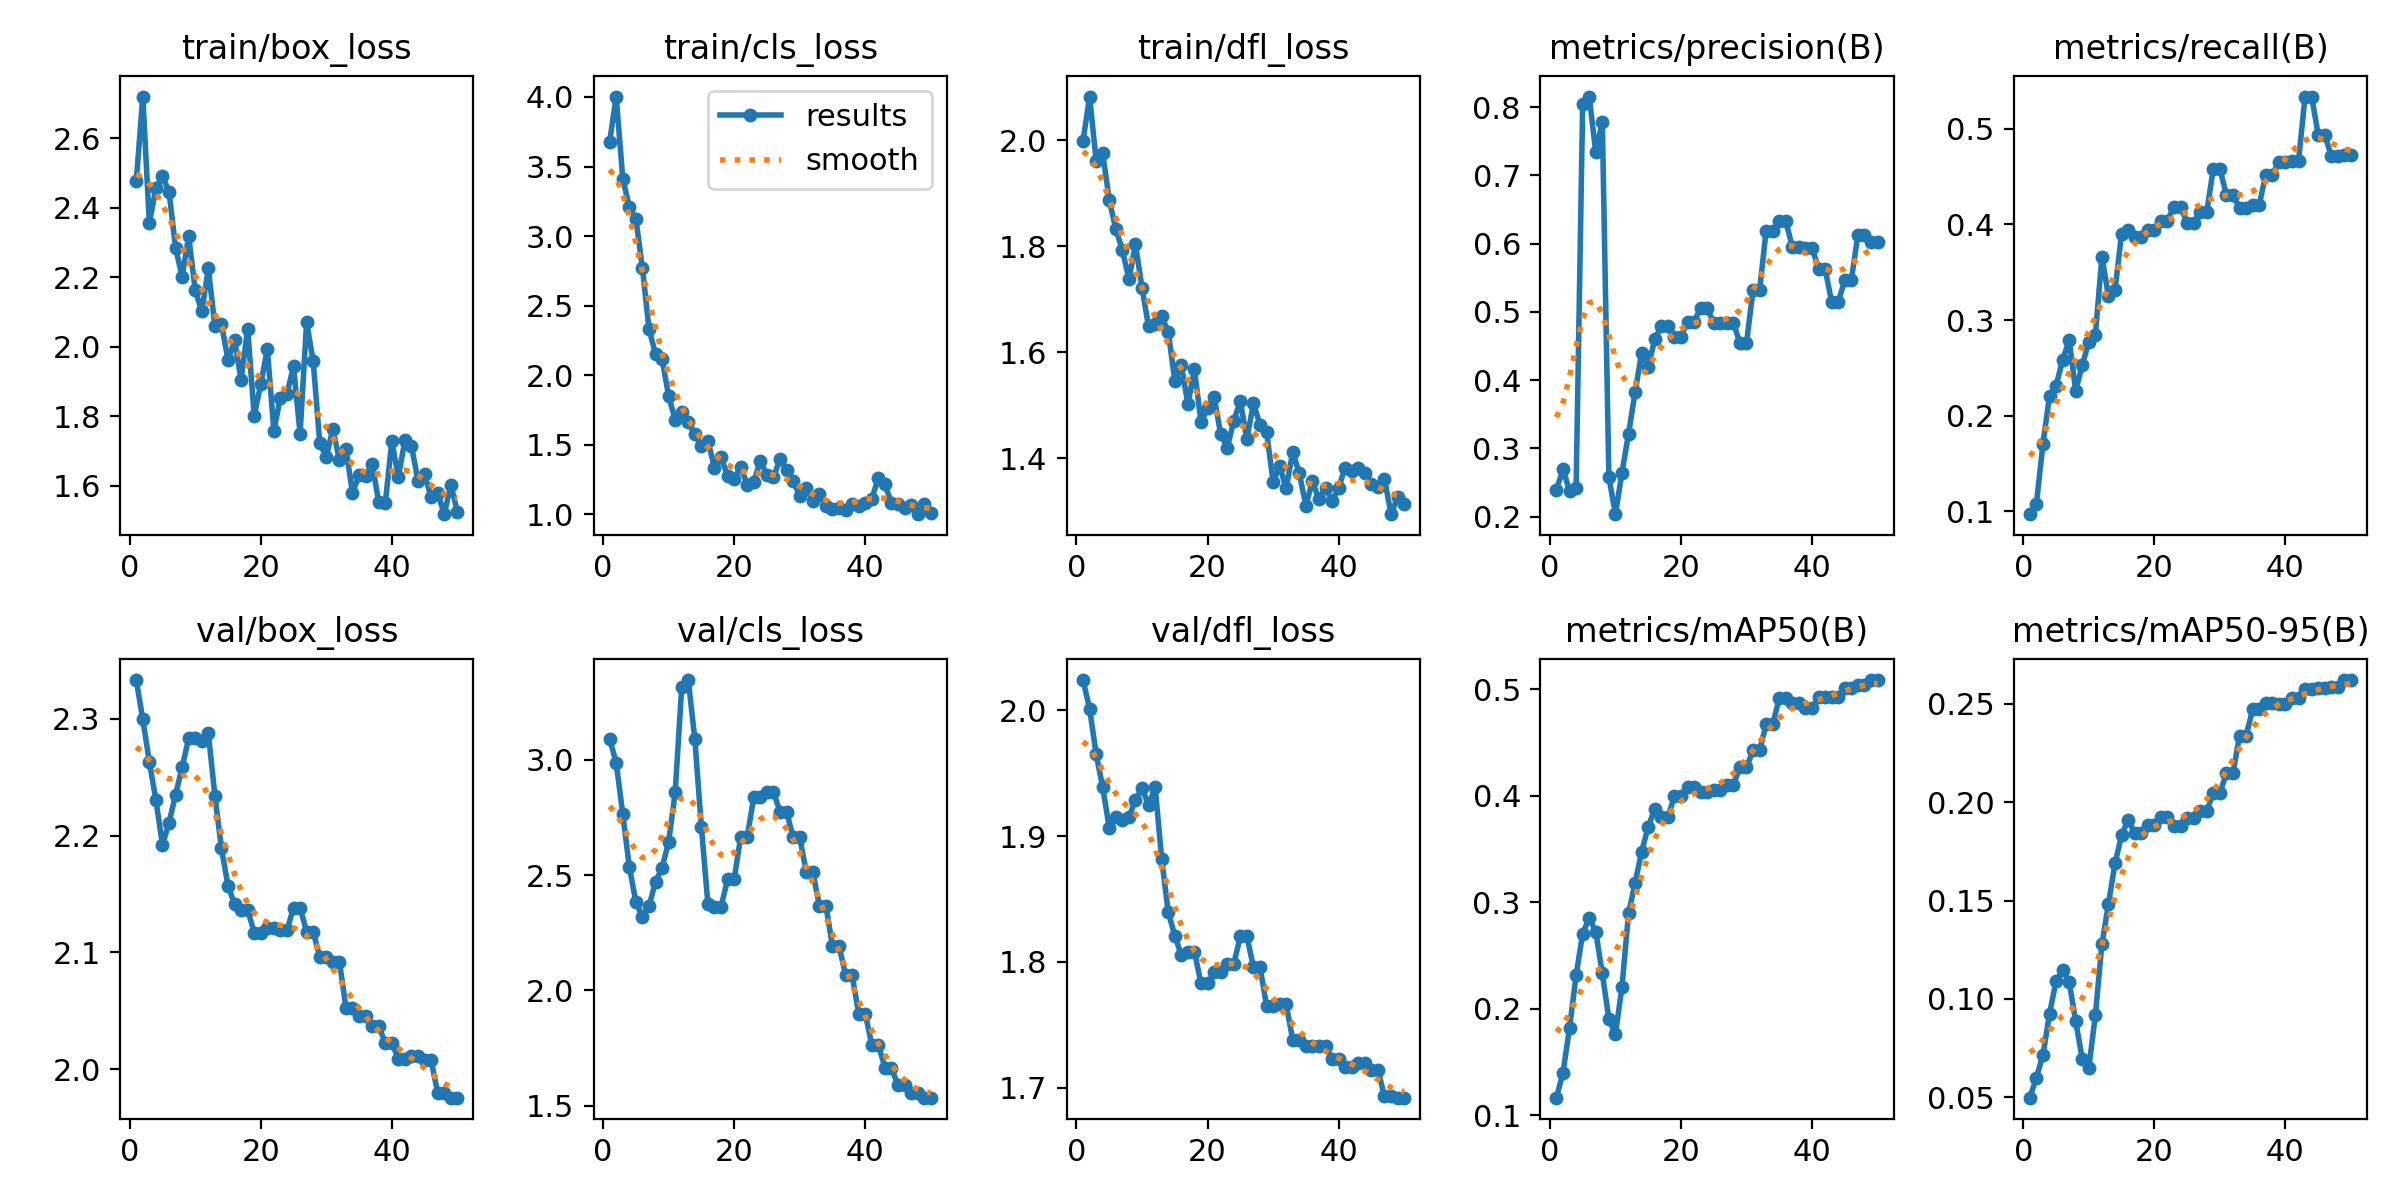 train/box_loss
2.6
2.4
2.2
2.0
1.8
1.6
0 20 40
train/cls_loss
results
smooth
4.0
3.5
3.0
2.5
2.0
1.5
1.0
0 20 40
train/dfl_loss
2.0
1.8
1.6
1.4
0 20 40
metrics/precision(B)
0.8
0.7
0.6
0.5
0.4
0.3
0.2
0 20 40
metrics/recall(B)
0.5
0.4
0.3
0.2
0.1
0 20 40
val/box_loss
2.3
2.2
2.1
2.0
0 20 40
val/cls_loss
3.0
2.5
2.0
1.5
0 20 40
val/dfl_loss
2.0
1.9
1.8
1.7
0 20 40
metrics/mAP50(B)
0.5
0.4
0.3
0.2
0.1
0 20 40
metrics/mAP50-95(B)
0.25
0.20
0.15
0.10
0.05
0 20 40